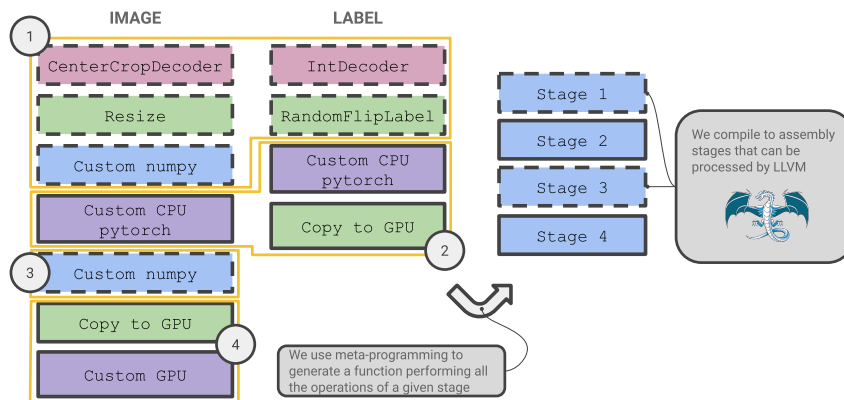 IMAGE
LABEL
1
CenterCropDecoder
IntDecoder
Resize
RandomFlipLabel
Custom numpy
Custom CPU
pytorch
Custom CPU
pytorch
Copy to GPU
2
3
Custom numpy
Copy to GPU
4
Custom GPU
Stage 1
Stage 2
Stage 3
Stage 4
We compile to assembly
stages that can be
processed by LLVM
We use meta-programming to
generate a function performing all
the operations of a given stage